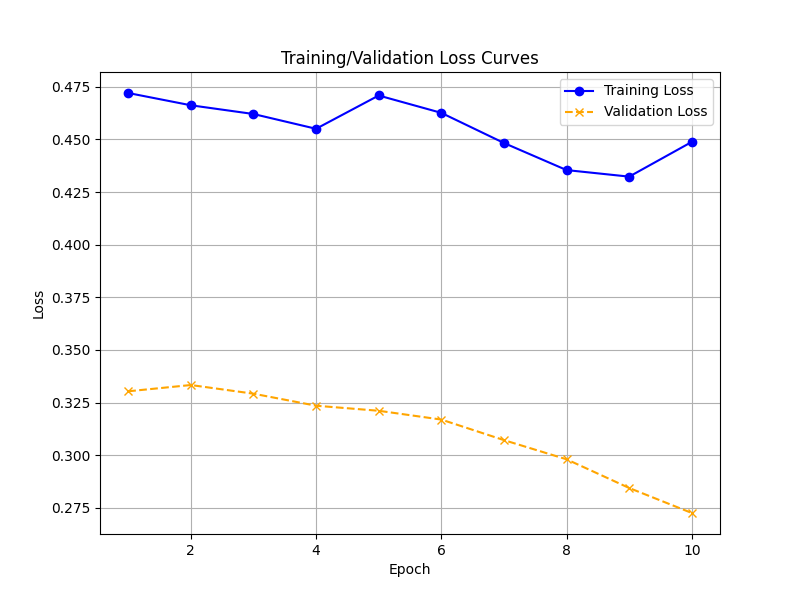 Training/Validation Loss Curves
Training Loss
Validation Loss
0.475
0.450
0.425
0.400
0.375
0.350
0.325
0.300
0.275
Loss
2 4 6 8 10
Epoch